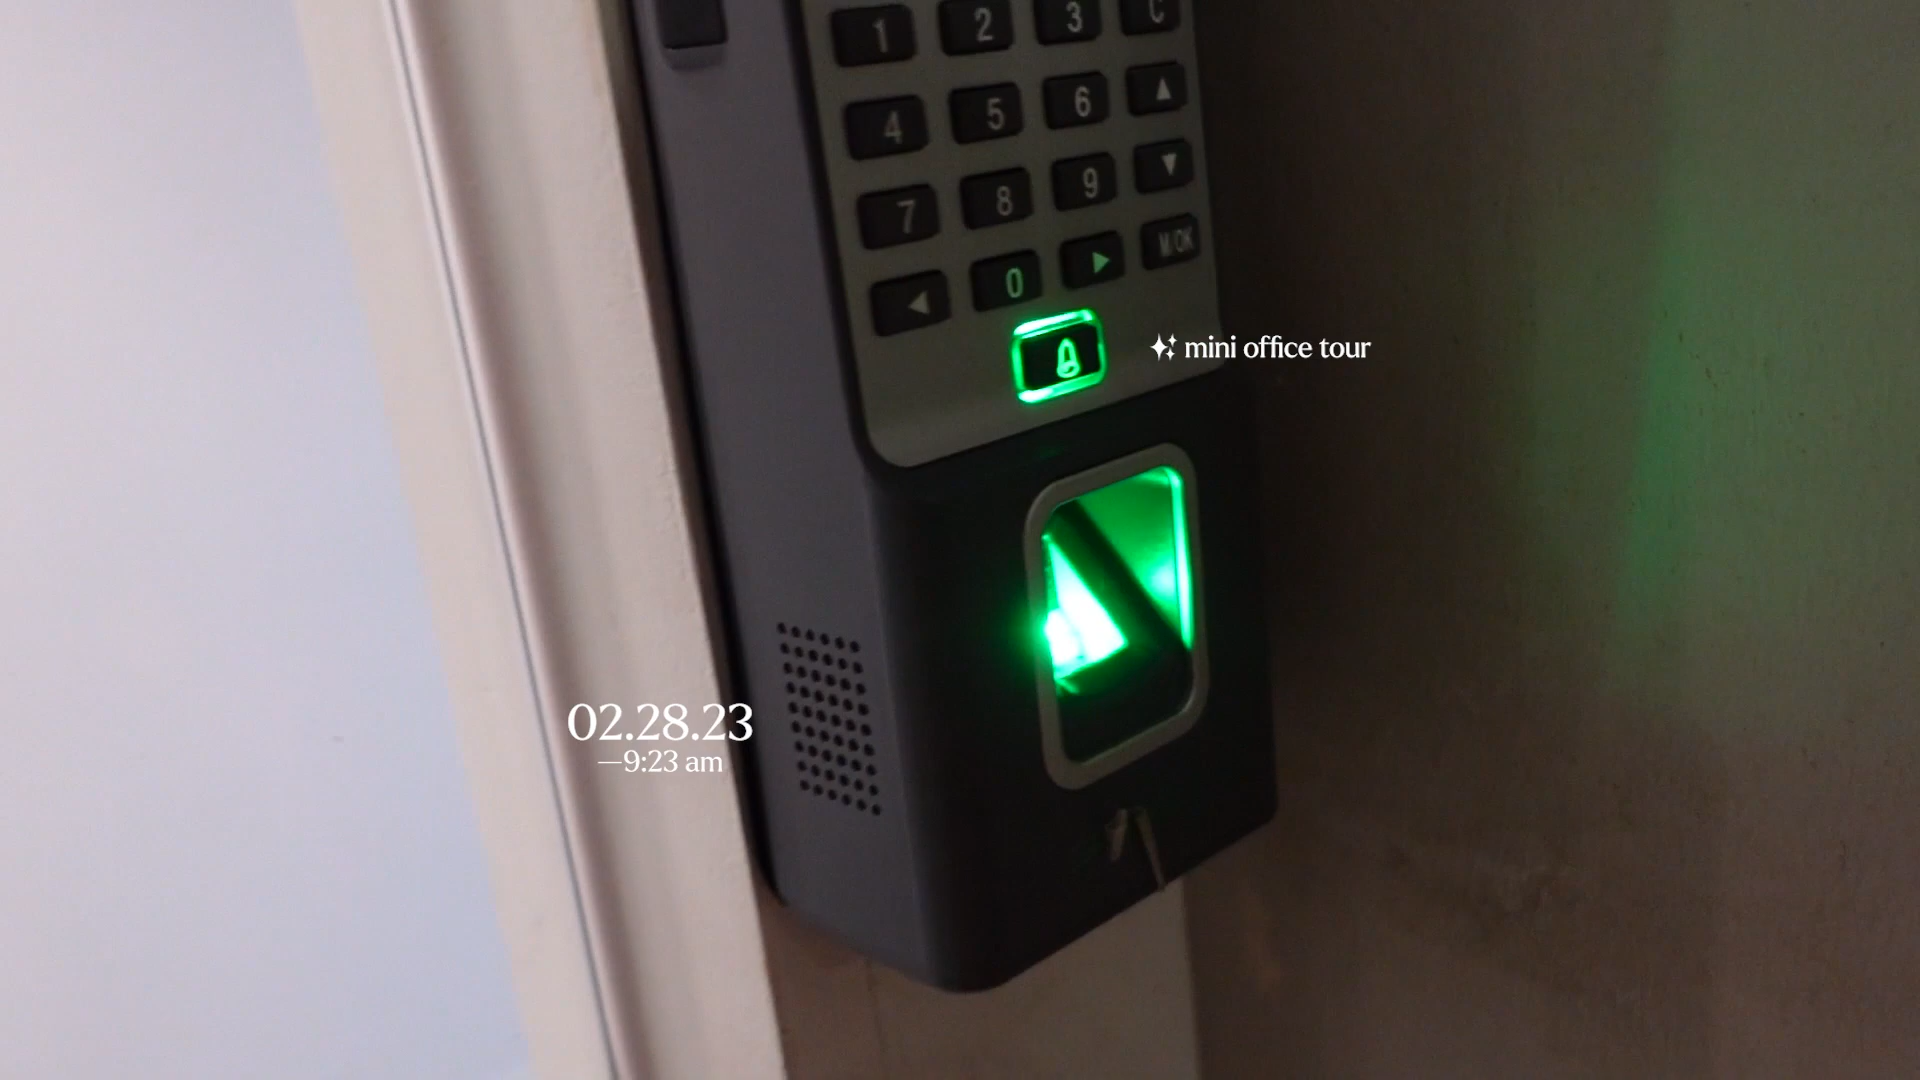 1 2 3 C
4 5 6 ▲
7 8 9 ▼
◀ 0 ▶ M/OK
mini office tour
02.28.23
—9:23 am